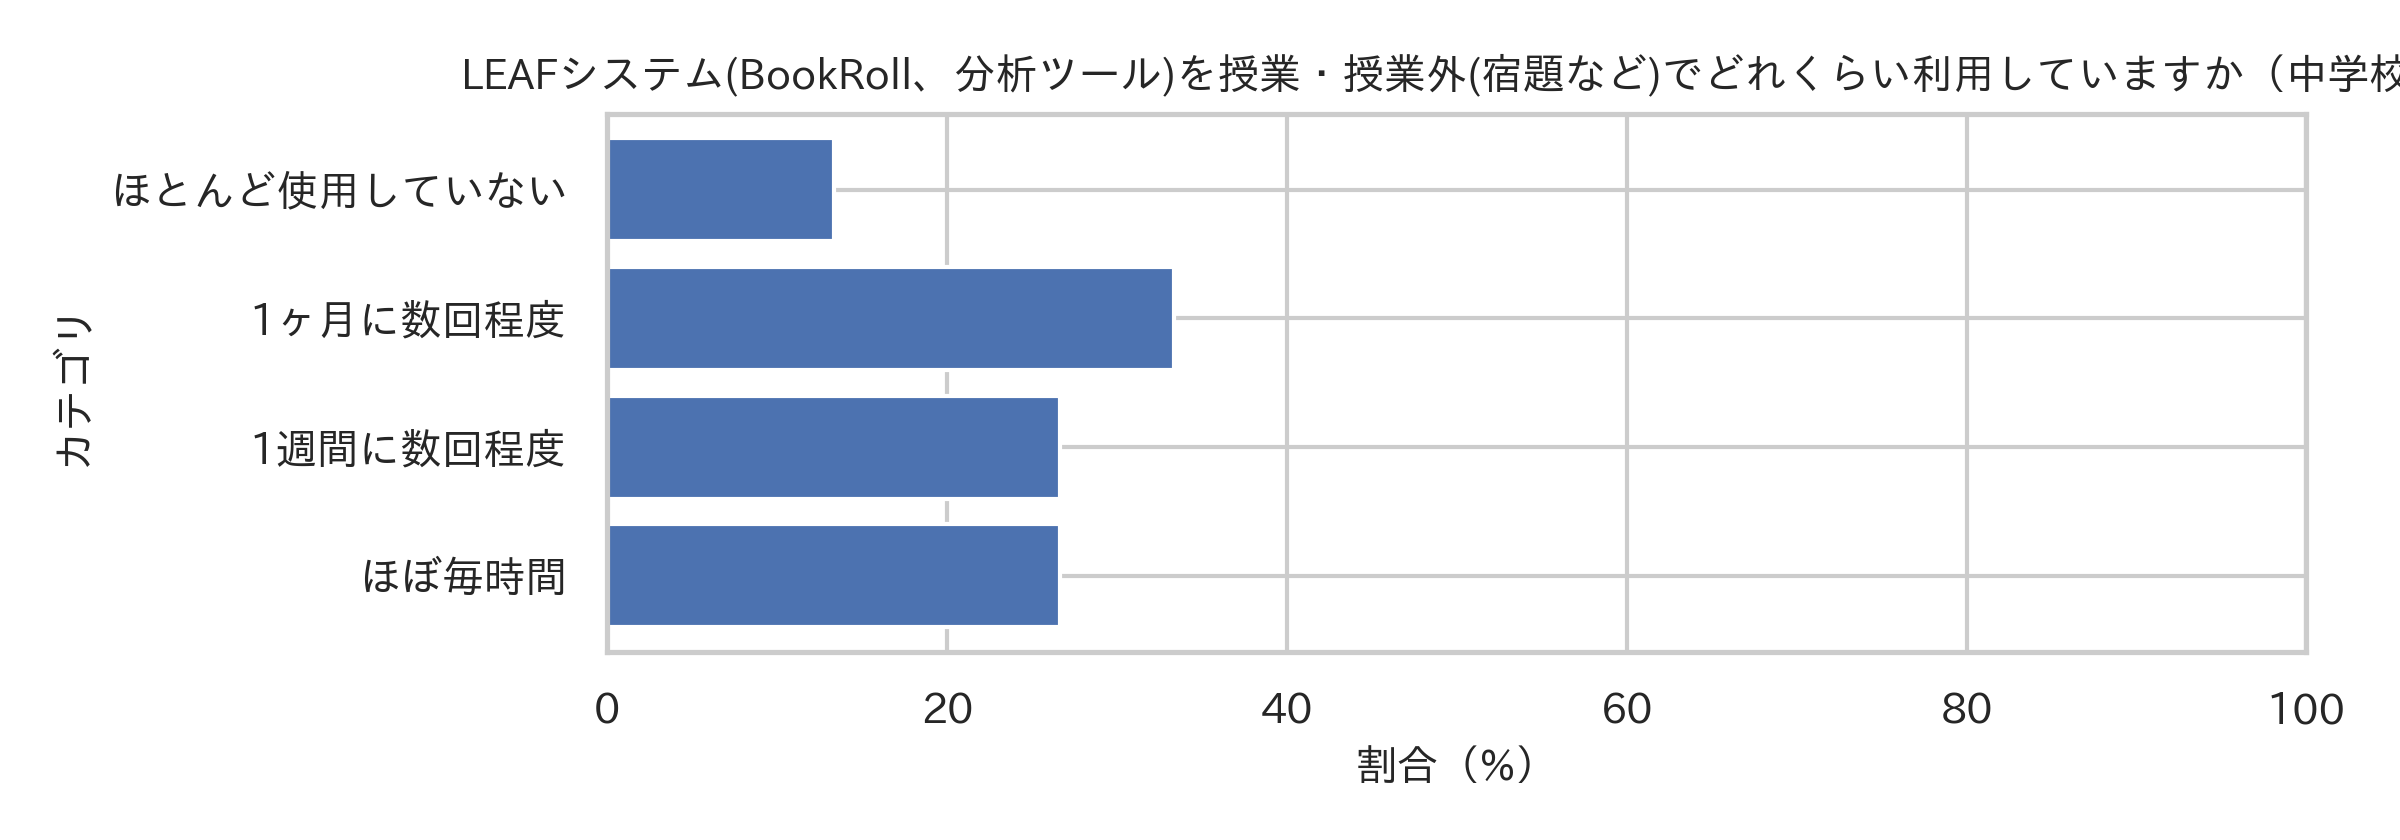 LEAFシステム(BookRoll、分析ツール)を授業・授業外(宿題など)でどれくらい利用していますか（中学校
ほとんど使用していない
1ヶ月に数回程度
1週間に数回程度
ほぼ毎時間
カテゴリ
0 20 40 60 80 100
割合（%）